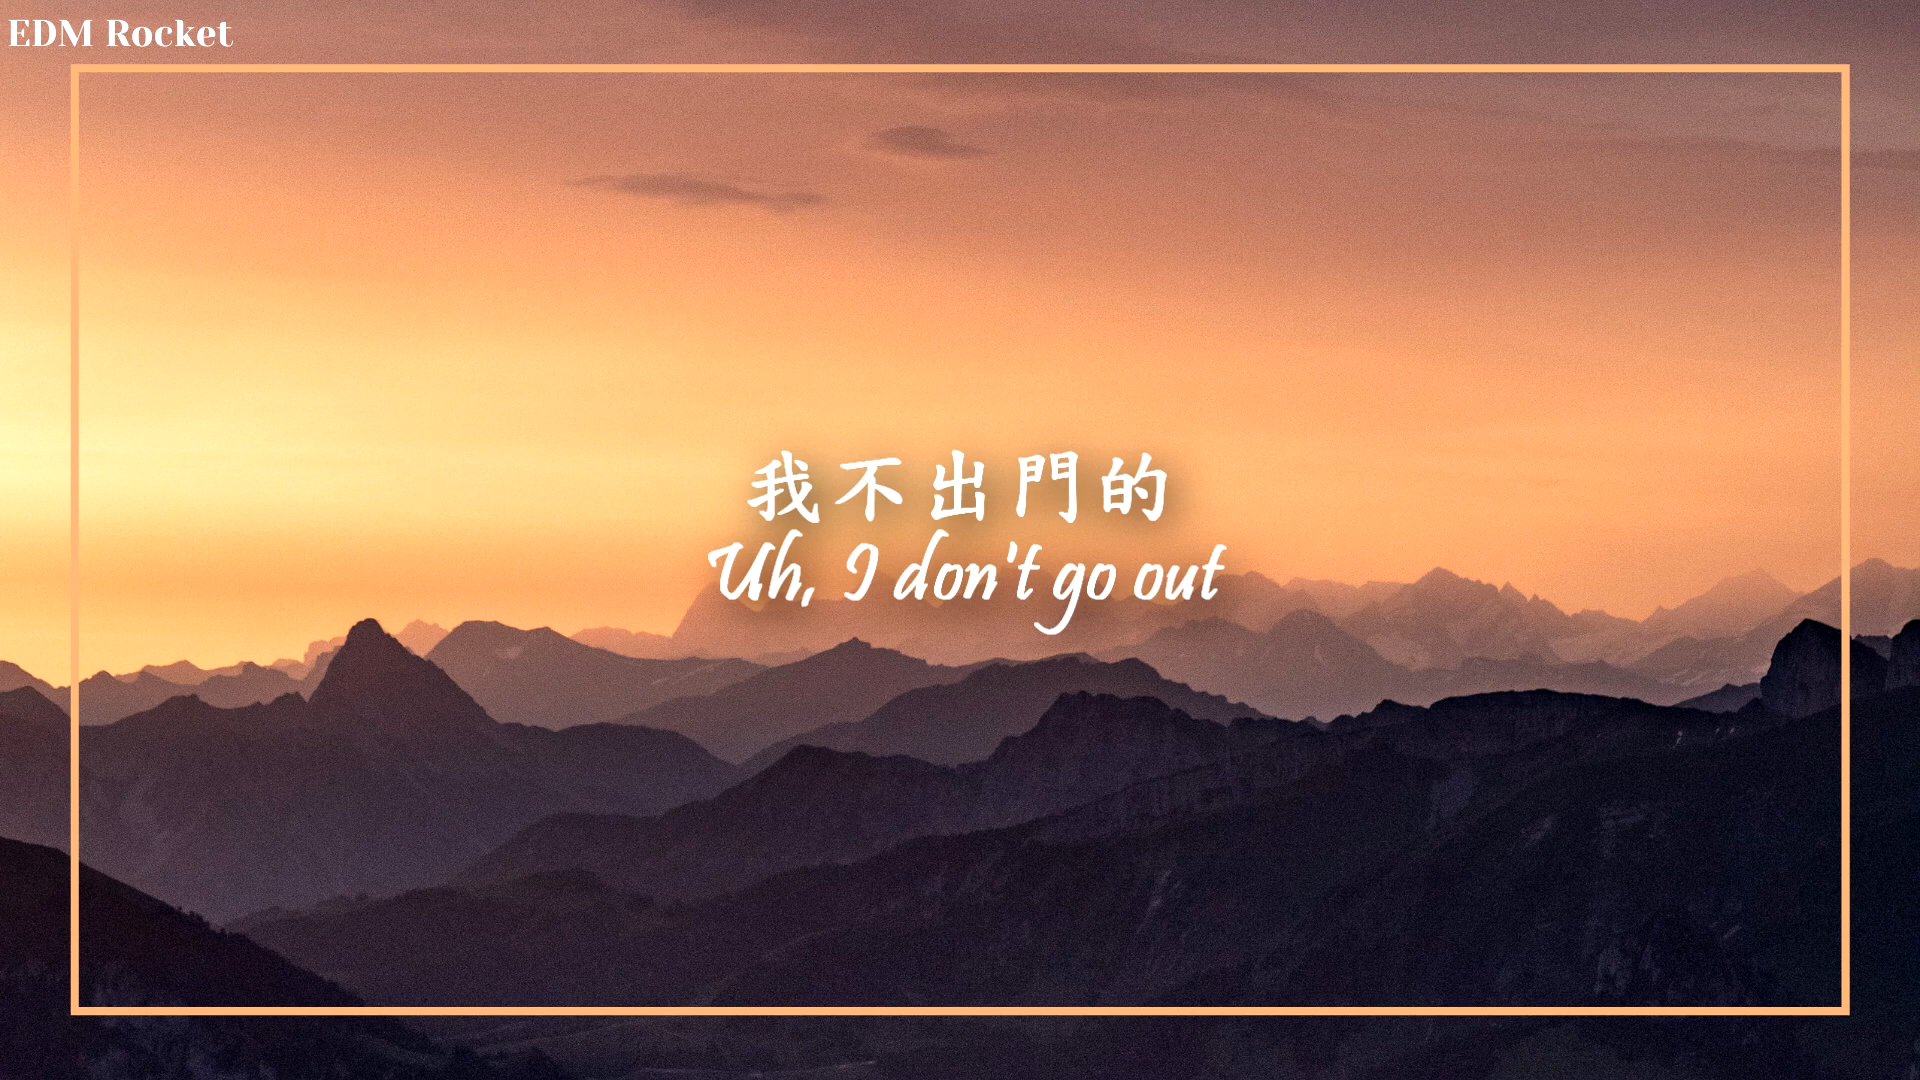 EDM Rocket
我不出門的
Uh, I don't go out